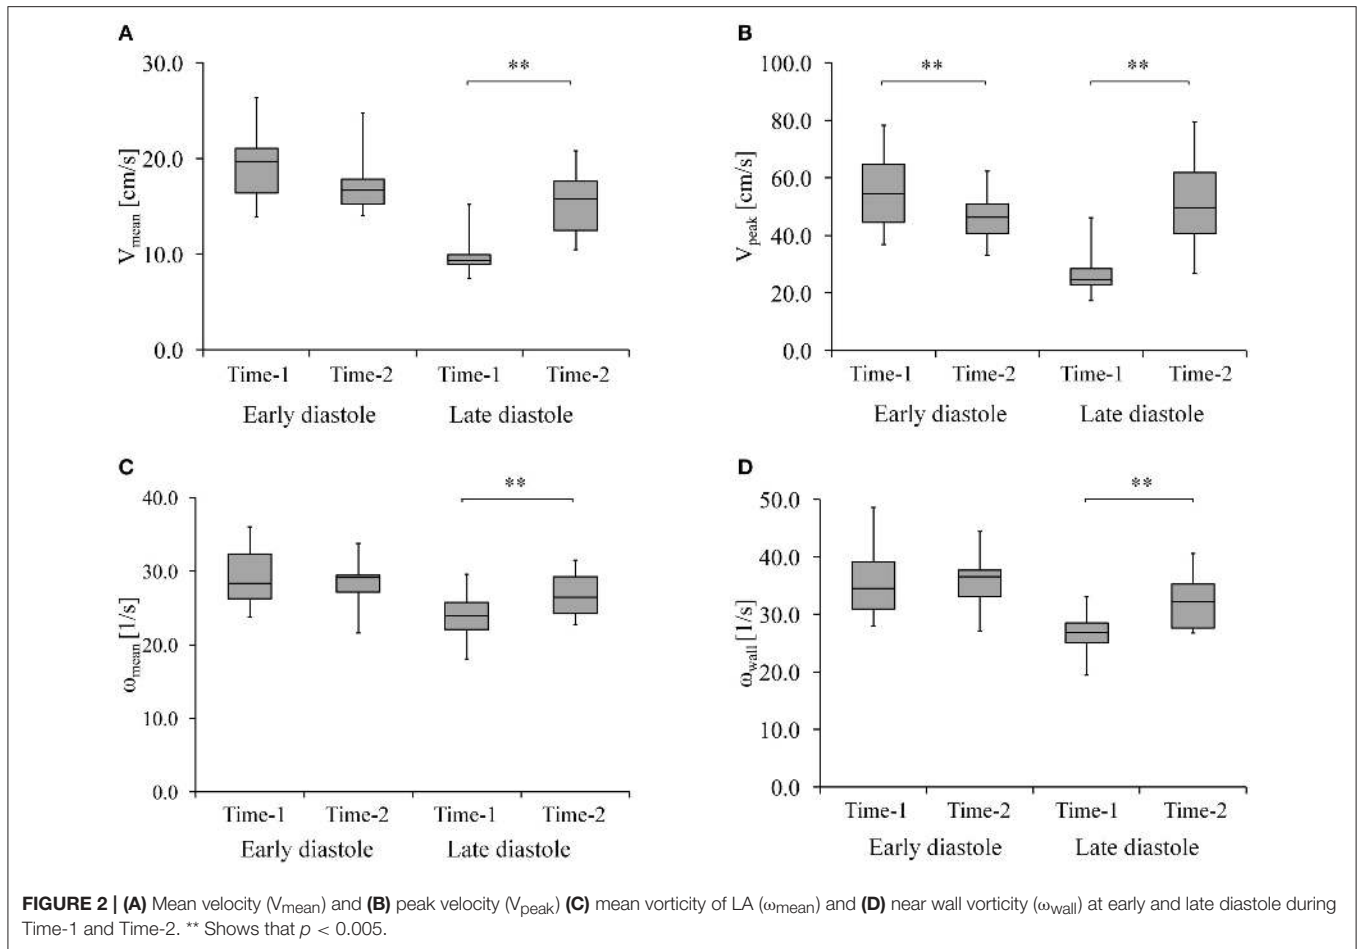 A
30.0
20.0
10.0
0.0
V_mean [cm/s]
**
Time-1 Time-2 Time-1 Time-2
Early diastole Late diastole
B
100.0
80.0
60.0
40.0
20.0
0.0
V_peak [cm/s]
** **
Time-1 Time-2 Time-1 Time-2
Early diastole Late diastole
C
40.0
30.0
20.0
10.0
0.0
ω_mean [1/s]
**
Time-1 Time-2 Time-1 Time-2
Early diastole Late diastole
D
50.0
40.0
30.0
20.0
10.0
0.0
ω_wall [1/s]
**
Time-1 Time-2 Time-1 Time-2
Early diastole Late diastole
FIGURE 2 | (A) Mean velocity (V_mean) and (B) peak velocity (V_peak) (C) mean vorticity of LA (ω_mean) and (D) near wall vorticity (ω_wall) at early and late diastole during
Time-1 and Time-2. ** Shows that p < 0.005.